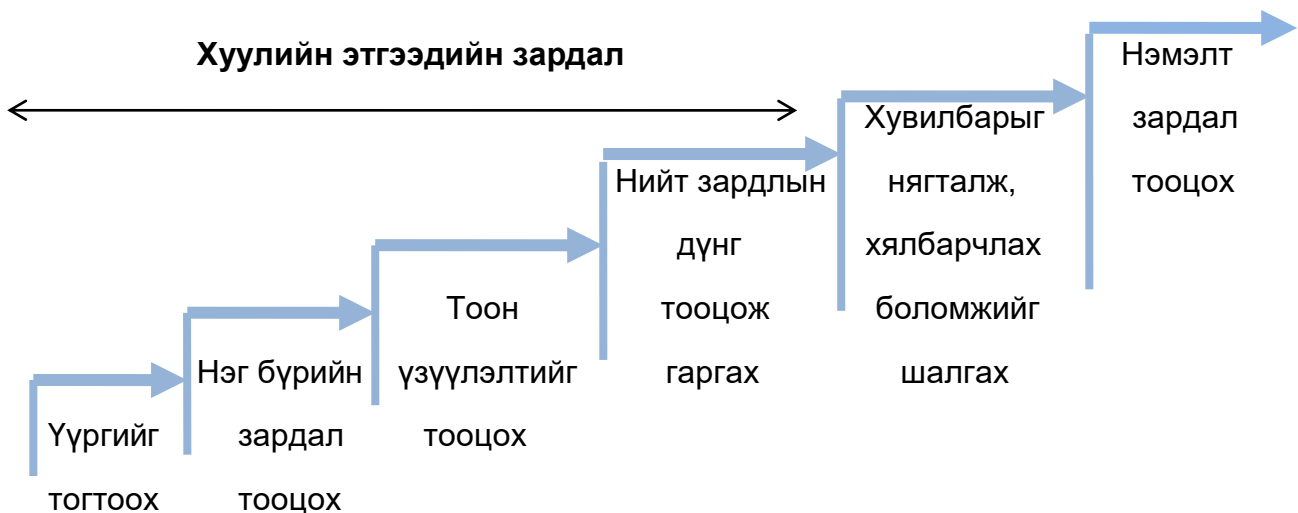 Хуулийн этгээдийн зардал
Үүргийг
тогтоох
Нэг бүрийн
зардал
тооцох
Тоон
үзүүлэлтийг
тооцох
Нийт зардлын
дүнг
тооцож
гаргах
Хувилбарыг
нягталж,
хялбарчлах
боломжийг
шалгах
Нэмэлт
зардал
тооцох